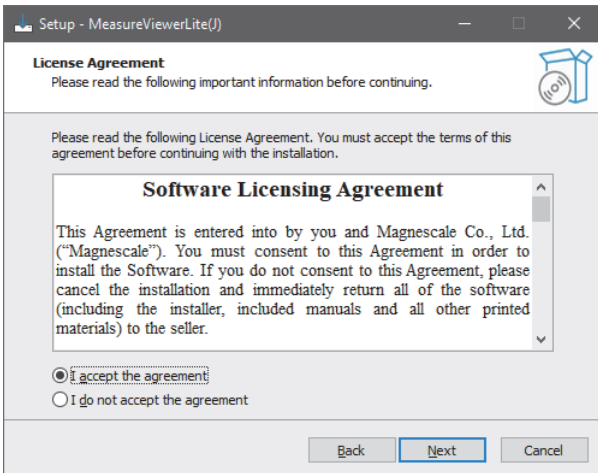 Setup - MeasureViewerLite(J)
License Agreement
Please read the following important information before continuing.
Please read the following License Agreement. You must accept the terms of this
agreement before continuing with the installation.
Software Licensing Agreement
This Agreement is entered into by you and Magnescale Co., Ltd.
(“Magnescale”). You must consent to this Agreement in order to
install the Software. If you do not consent to this Agreement, please
cancel the installation and immediately return all of the software
(including the installer, included manuals and all other printed
materials) to the seller.
I accept the agreement
I do not accept the agreement
Back Next Cancel